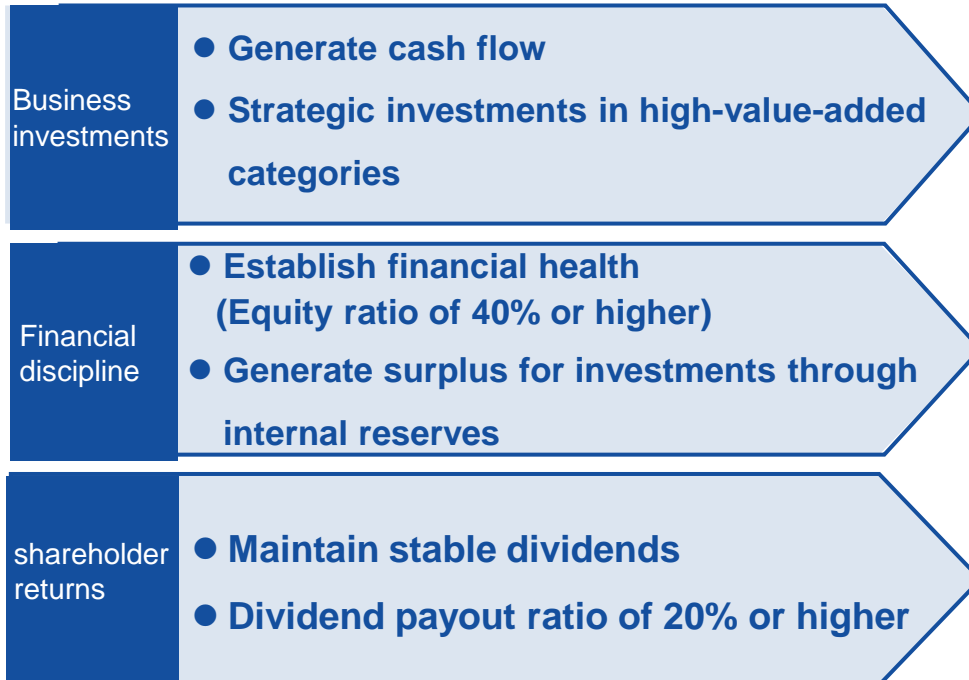 Business
investments
● Generate cash flow
● Strategic investments in high-value-added
categories
Financial
discipline
● Establish financial health
(Equity ratio of 40% or higher)
● Generate surplus for investments through
internal reserves
shareholder
returns
● Maintain stable dividends
● Dividend payout ratio of 20% or higher